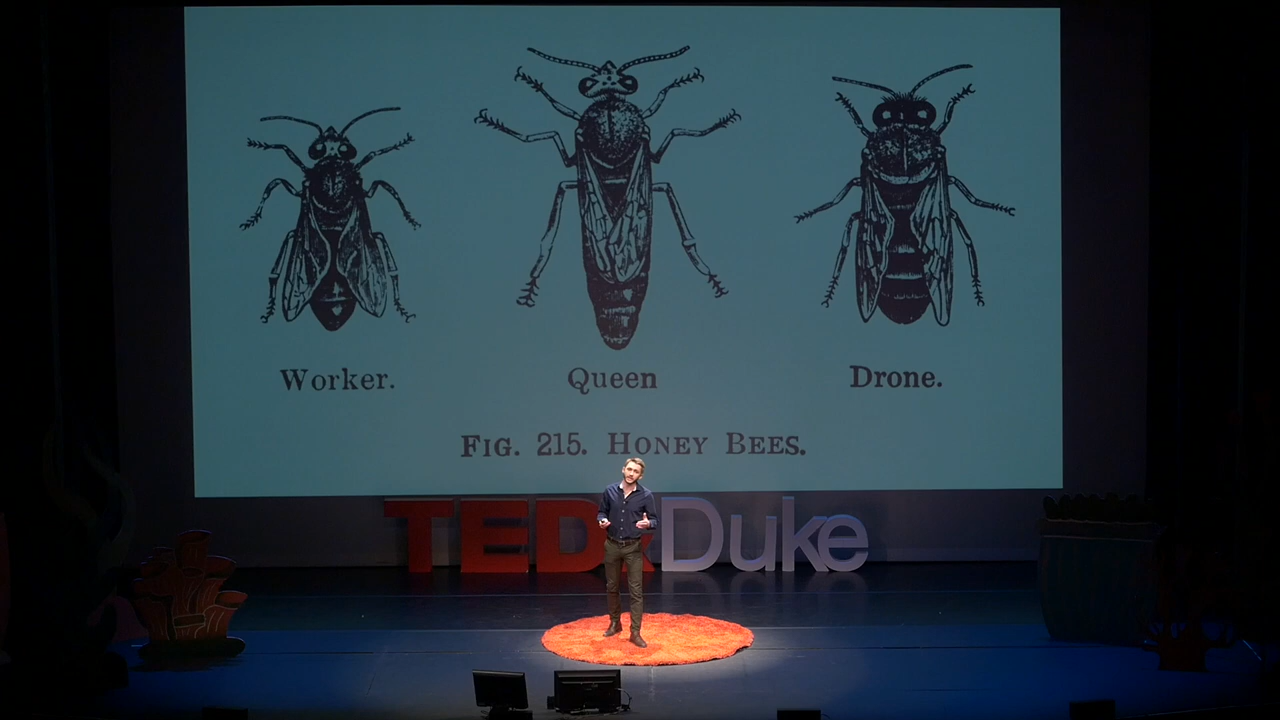 Worker.
Queen
Drone.
FIG. 215. HONEY BEES.
TEDxDuke